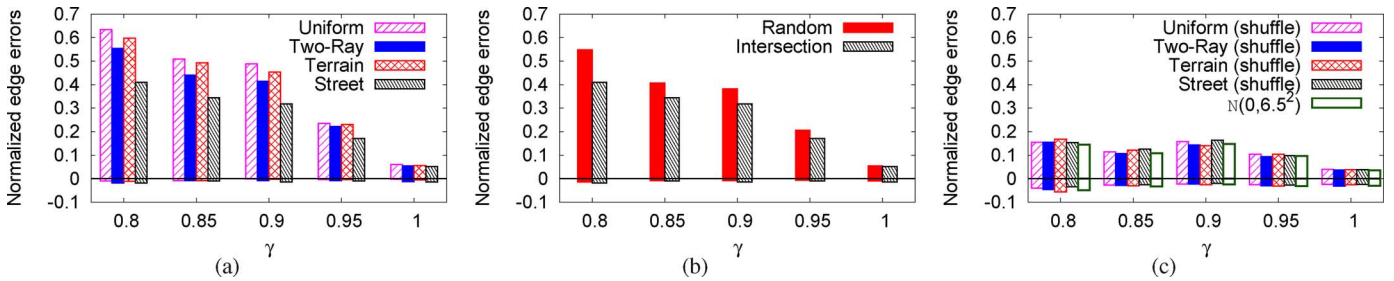 Normalized edge errors
0.7
0.6
0.5
0.4
0.3
0.2
0.1
0
-0.1
Uniform
Two-Ray
Terrain
Street
0.8 0.85 0.9 0.95 1
γ
(a)
Normalized edge errors
0.7
0.6
0.5
0.4
0.3
0.2
0.1
0
-0.1
Random
Intersection
0.8 0.85 0.9 0.95 1
γ
(b)
Normalized edge errors
0.7
0.6
0.5
0.4
0.3
0.2
0.1
0
-0.1
Uniform (shuffle)
Two-Ray (shuffle)
Terrain (shuffle)
Street (shuffle)
N(0,6.5²)
0.8 0.85 0.9 0.95 1
γ
(c)